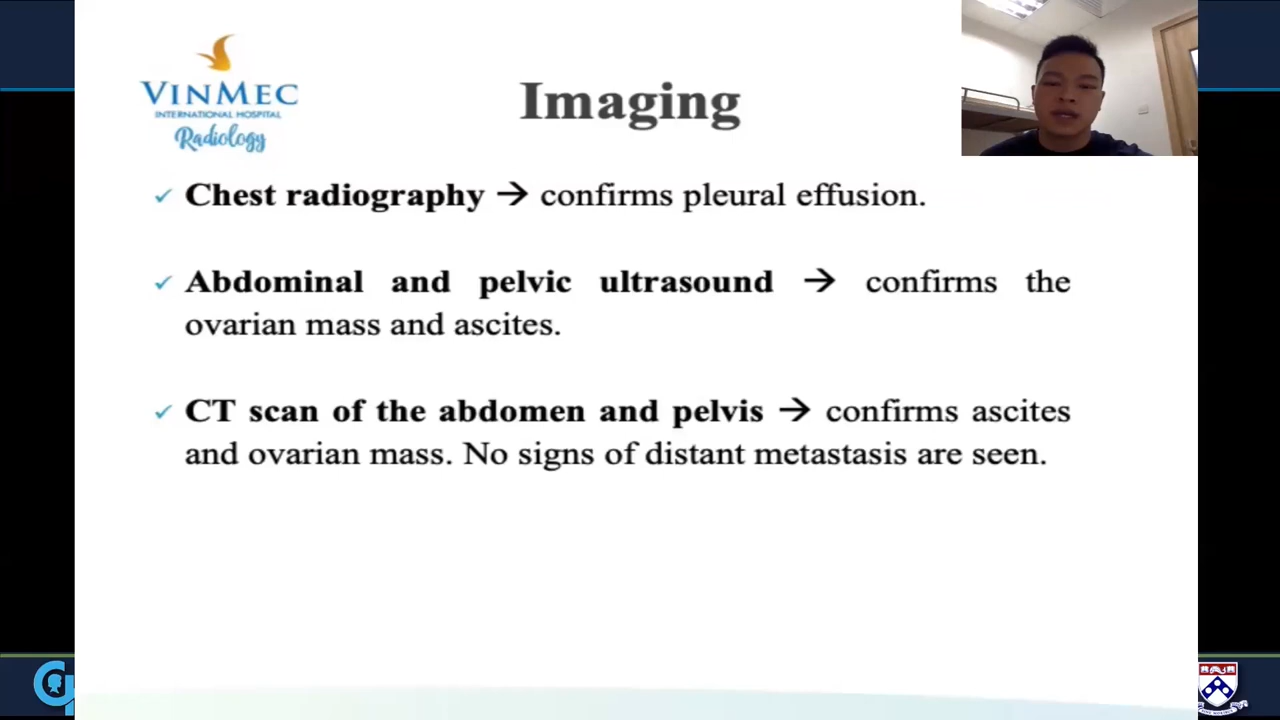 VINMEC
INTERNATIONAL HOSPITAL
Radiology
Imaging
✓ Chest radiography → confirms pleural effusion.
✓ Abdominal and pelvic ultrasound → confirms the
ovarian mass and ascites.
✓ CT scan of the abdomen and pelvis → confirms ascites
and ovarian mass. No signs of distant metastasis are seen.